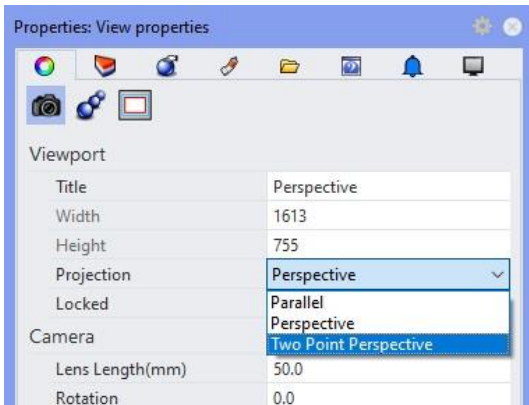 Properties: View properties
Viewport
Title Perspective
Width 1613
Height 755
Projection Perspective
Locked Parallel
Perspective
Camera
Two Point Perspective
Lens Length(mm) 50.0
Rotation 0.0